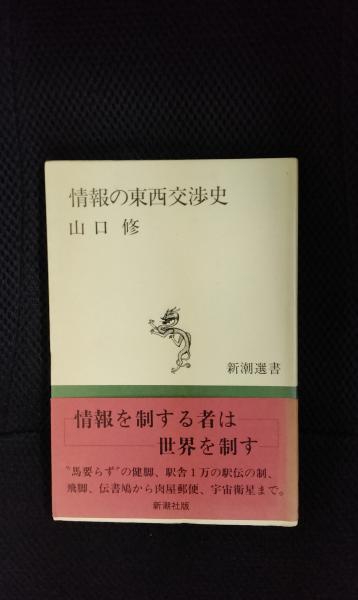 情報の東西交渉史
山口 修
新潮選書
情報を制する者は
世界を制す
“馬要らず”の健脚、駅舎1万の駅伝の制、
飛脚、伝書鳩から肉屋郵便、宇宙衛星まで。
新潮社版